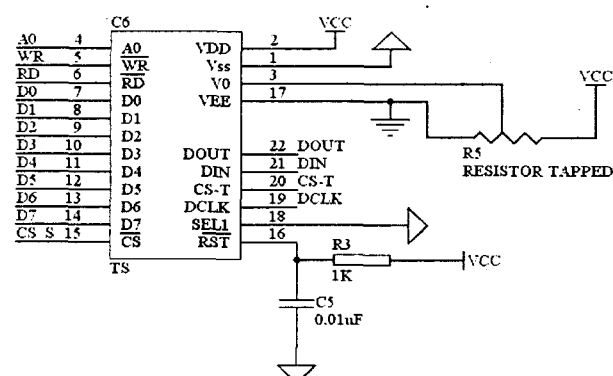 C6
VCC
A0 4 A0 VDD 2
WR 5 WR Vss 1
RD 6 RD V0 3
D0 7 D0 VEE 17
VCC
D1 8 D1
D2 9 D2
D3 10 D3 DOUT 22 DOUT
D4 11 D4 DIN 21 DIN
D5 12 D5 CS-T 20 CS-T
D6 13 D6 DCLK 19 DCLK
D7 14 D7 SEL1 18
CS S 15 CS RST 16
TS
R5
RESISTOR TAPPED
R3
1K
VCC
C5
0.01uF